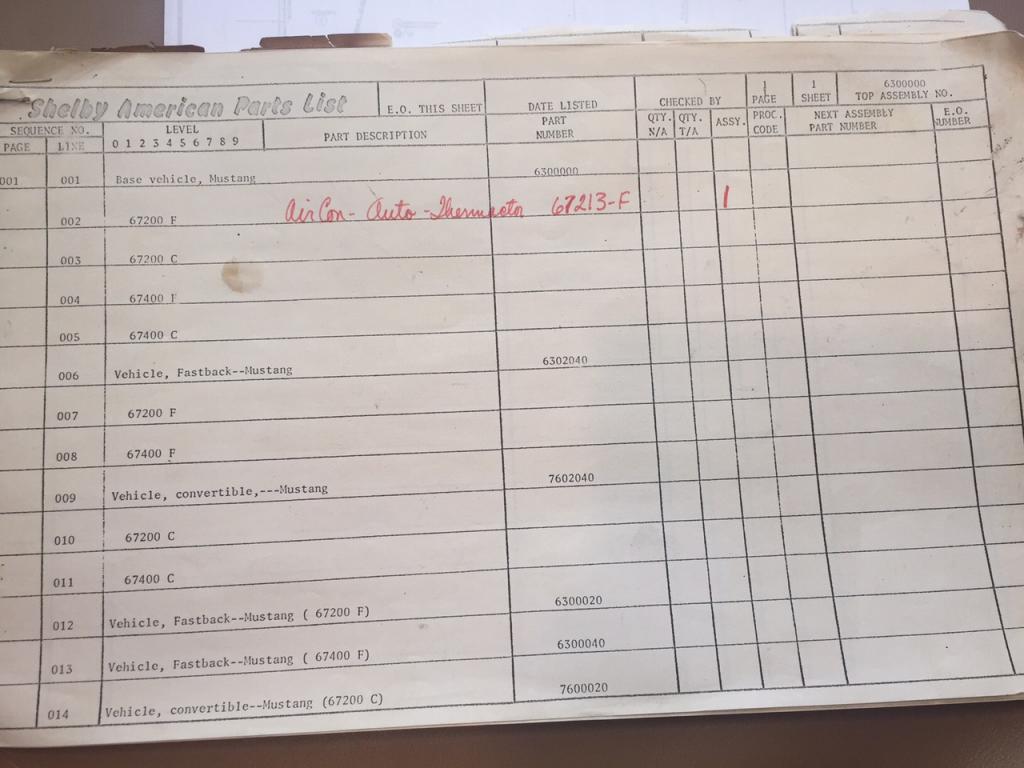 Shelby American Parts List E.O. THIS SHEET DATE LISTED CHECKED BY 1 PAGE 1 SHEET 6300000 TOP ASSEMBLY NO.
SEQUENCE NO. PAGE LINE LEVEL 0 1 2 3 4 5 6 7 8 9 PART DESCRIPTION PART NUMBER QTY. N/A QTY. T/A ASSY. PROC. CODE NEXT ASSEMBLY PART NUMBER E.O. NUMBER
001 001 Base vehicle, Mustang 6300000
002 67200 F AirCon- Auto-Thermactor 67213-F 1
003 67200 C
004 67400 F
005 67400 C
006 Vehicle, Fastback--Mustang 6302040
007 67200 F
008 67400 F
009 Vehicle, convertible,---Mustang 7602040
010 67200 C
011 67400 C
012 Vehicle, Fastback--Mustang ( 67200 F) 6300020
013 Vehicle, Fastback--Mustang ( 67400 F) 6300040
014 Vehicle, convertible--Mustang (67200 C) 7600020